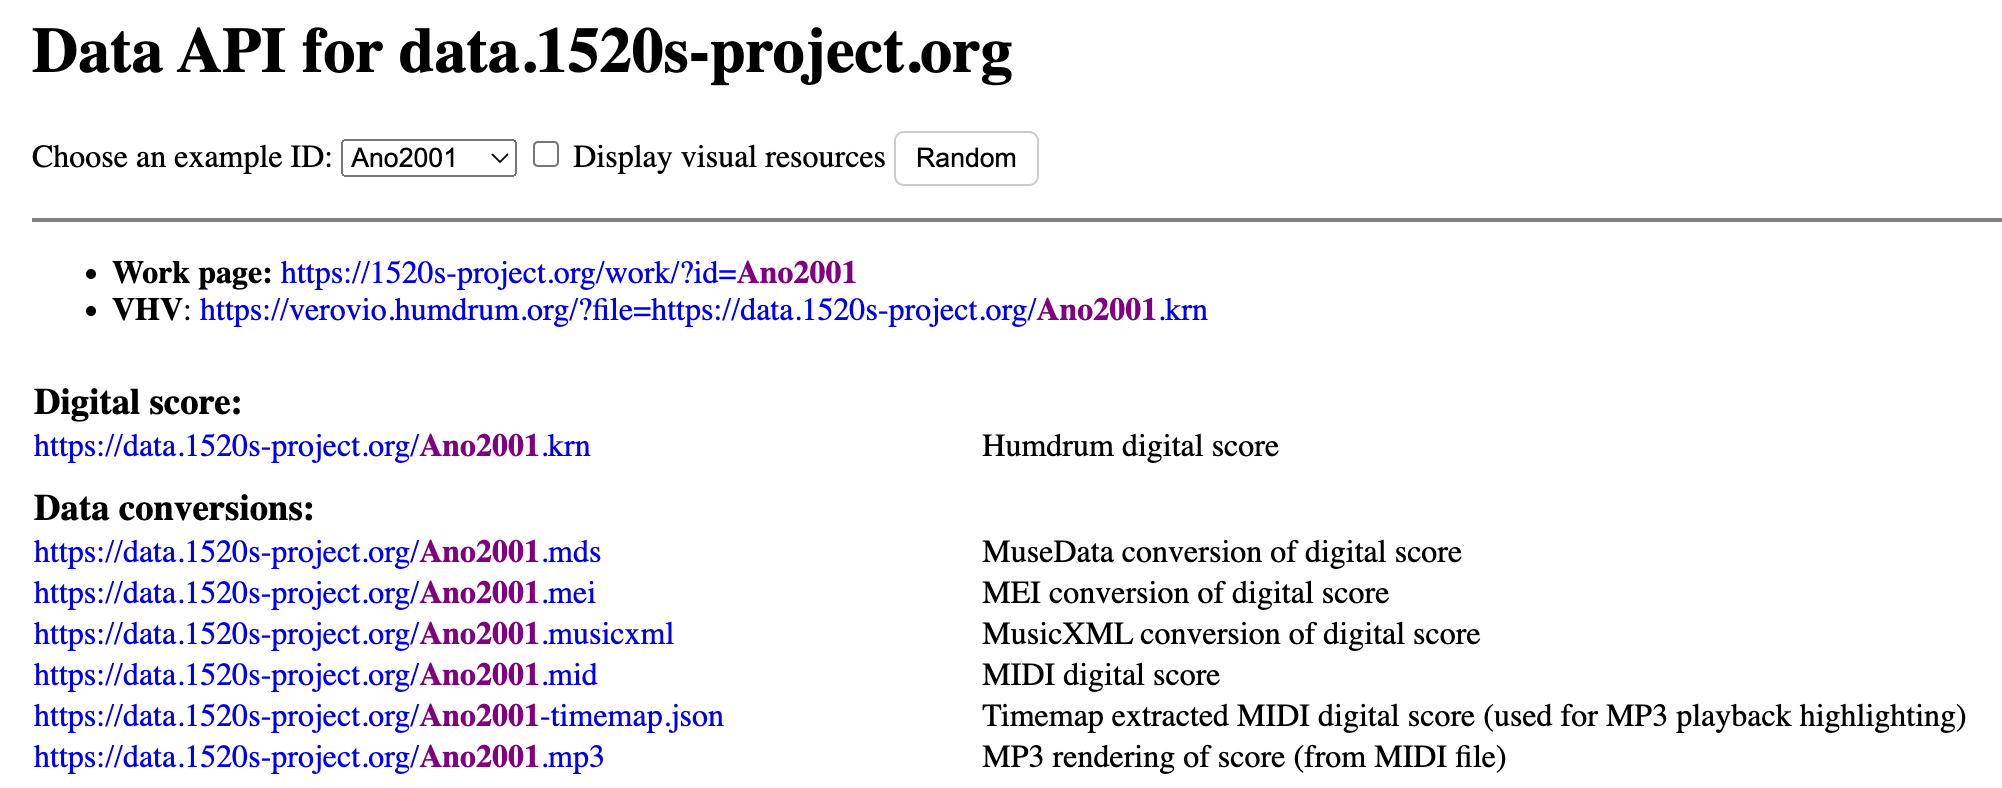 Data API for data.1520s-project.org
Choose an example ID: Ano2001 Display visual resources Random
• Work page: https://1520s-project.org/work/?id=Ano2001
• VHV: https://verovio.humdrum.org/?file=https://data.1520s-project.org/Ano2001.krn
Digital score:
https://data.1520s-project.org/Ano2001.krn Humdrum digital score
Data conversions:
https://data.1520s-project.org/Ano2001.mds MuseData conversion of digital score
https://data.1520s-project.org/Ano2001.mei MEI conversion of digital score
https://data.1520s-project.org/Ano2001.musicxml MusicXML conversion of digital score
https://data.1520s-project.org/Ano2001.mid MIDI digital score
https://data.1520s-project.org/Ano2001-timemap.json Timemap extracted MIDI digital score (used for MP3 playback highlighting)
https://data.1520s-project.org/Ano2001.mp3 MP3 rendering of score (from MIDI file)